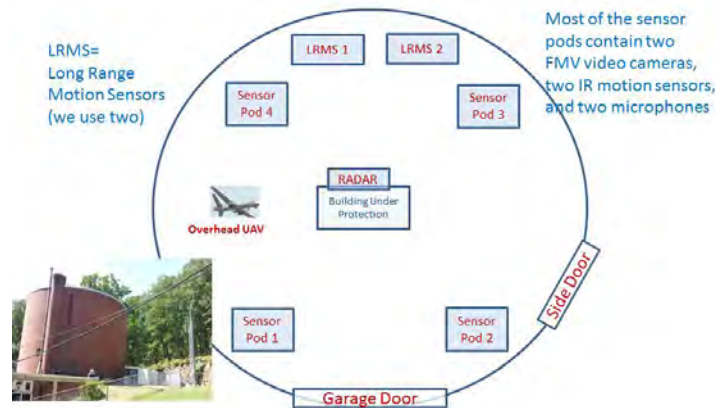 LRMS=
Long Range
Motion Sensors
(we use two)
LRMS 1
LRMS 2
Most of the sensor
pods contain two
FMV video cameras,
two IR motion sensors,
and two microphones
Sensor
Pod 4
Sensor
Pod 3
RADAR
Building Under
Protection
Overhead UAV
Side Door
Sensor
Pod 1
Sensor
Pod 2
Garage Door